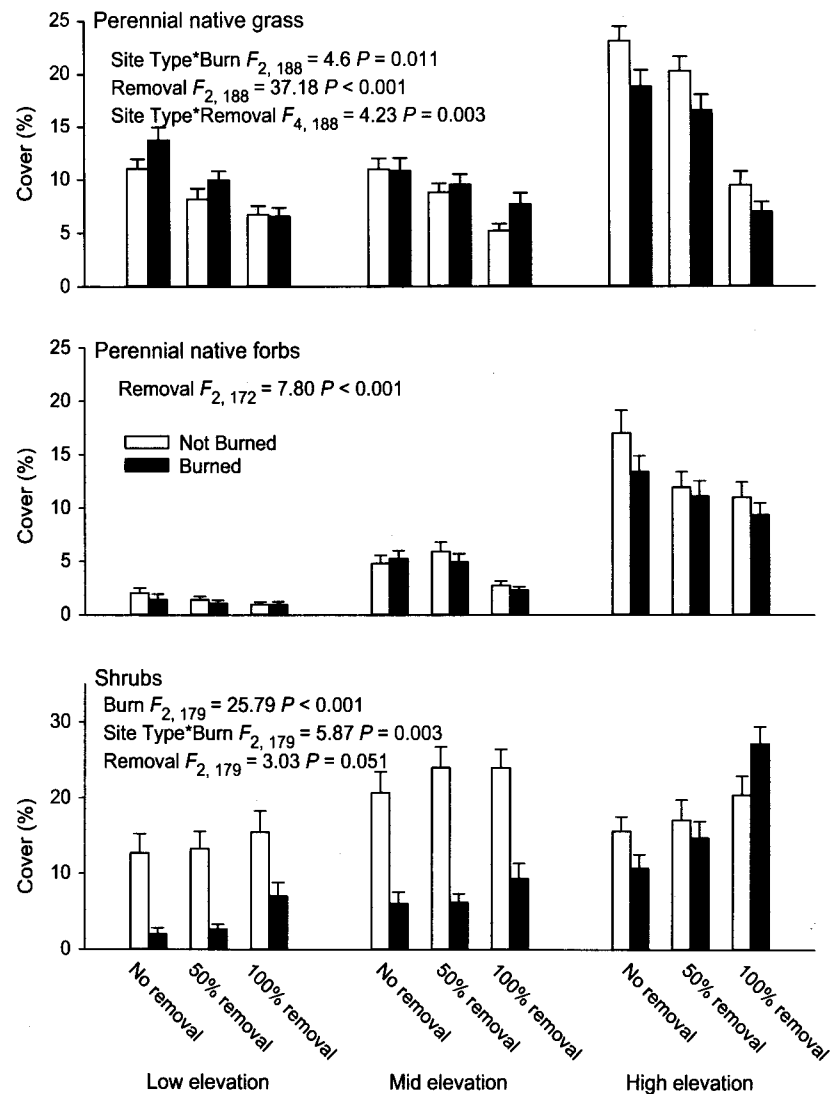 Perennial native grass
Site Type*Burn F2, 188 = 4.6 P = 0.011
Removal F2, 188 = 37.18 P < 0.001
Site Type*Removal F4, 188 = 4.23 P = 0.003
Cover (%)
25
20
15
10
5
0
Perennial native forbs
Removal F2, 172 = 7.80 P < 0.001
Not Burned
Burned
Cover (%)
25
20
15
10
5
0
Shrubs
Burn F2, 179 = 25.79 P < 0.001
Site Type*Burn F2, 179 = 5.87 P = 0.003
Removal F2, 179 = 3.03 P = 0.051
Cover (%)
30
20
10
0
No removal
50% removal
100% removal
No removal
50% removal
100% removal
No removal
50% removal
100% removal
Low elevation
Mid elevation
High elevation